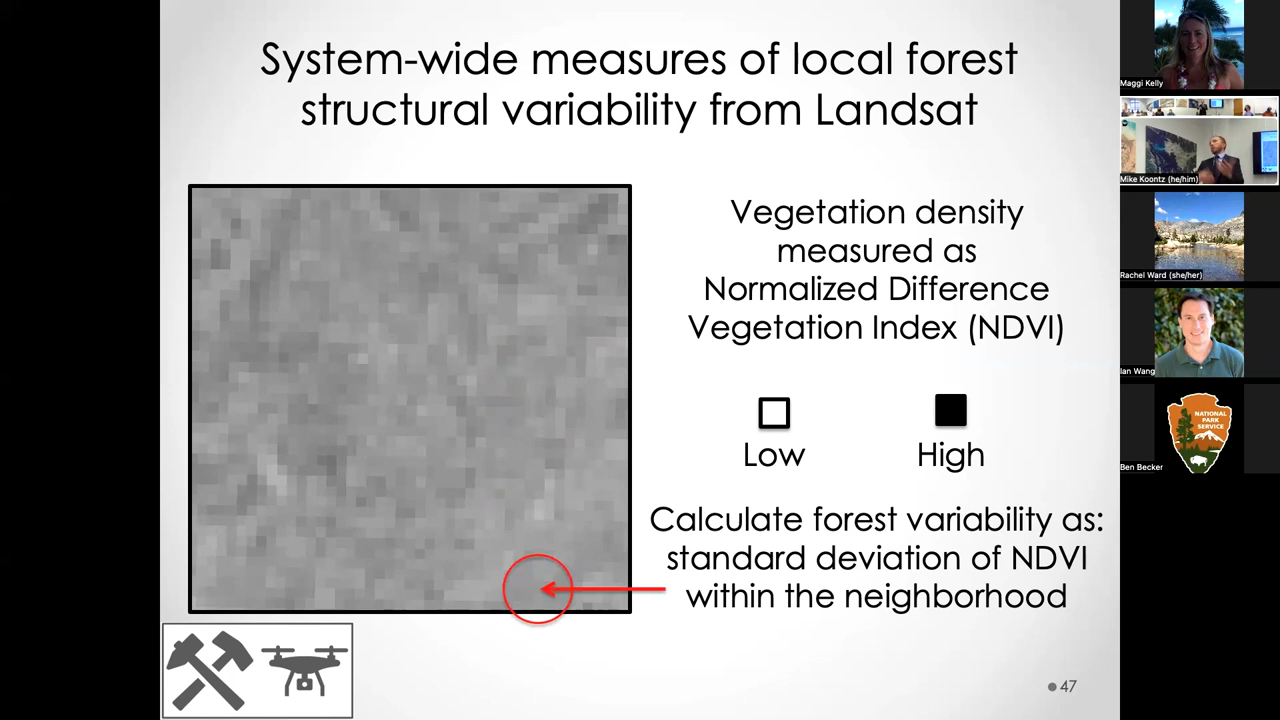 System-wide measures of local forest
structural variability from Landsat
Vegetation density
measured as
Normalized Difference
Vegetation Index (NDVI)
Low
High
Calculate forest variability as:
standard deviation of NDVI
within the neighborhood
47
Maggi Kelly
Mike Koontz (he/him)
Rachel Ward (she/her)
Ian Wang
NATIONAL
PARK
SERVICE
Ben Becker